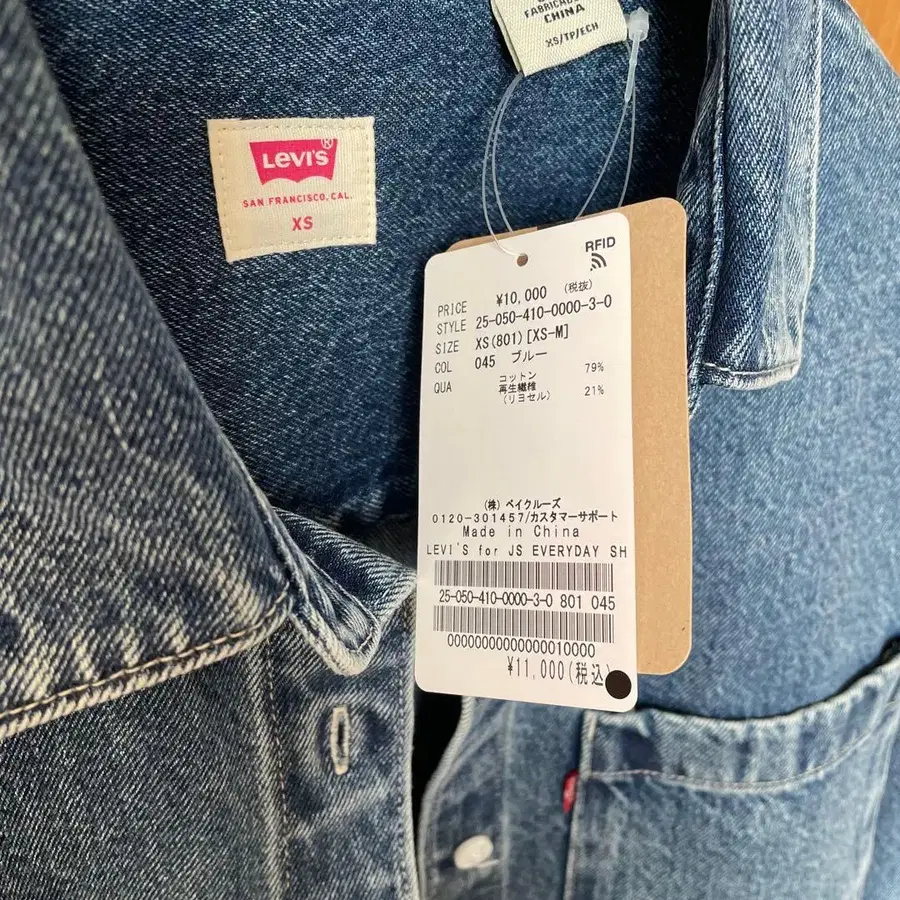 CHINA
XS/TP/ECH
Levi's®
SAN FRANCISCO, CAL.
XS
RFID
PRICE ¥10,000 (税抜)
STYLE 25-050-410-0000-3-0
SIZE XS(801)[XS-M]
COL 045 ブルー
QUA コットン 79%
再生繊維
(リヨセル) 21%
(株) ベイクルーズ
0120-301457/カスタマーサポート
Made in China
LEVI'S for JS EVERYDAY SH
25-050-410-0000-3-0 801 045
00000000000000010000
¥11,000(税込)